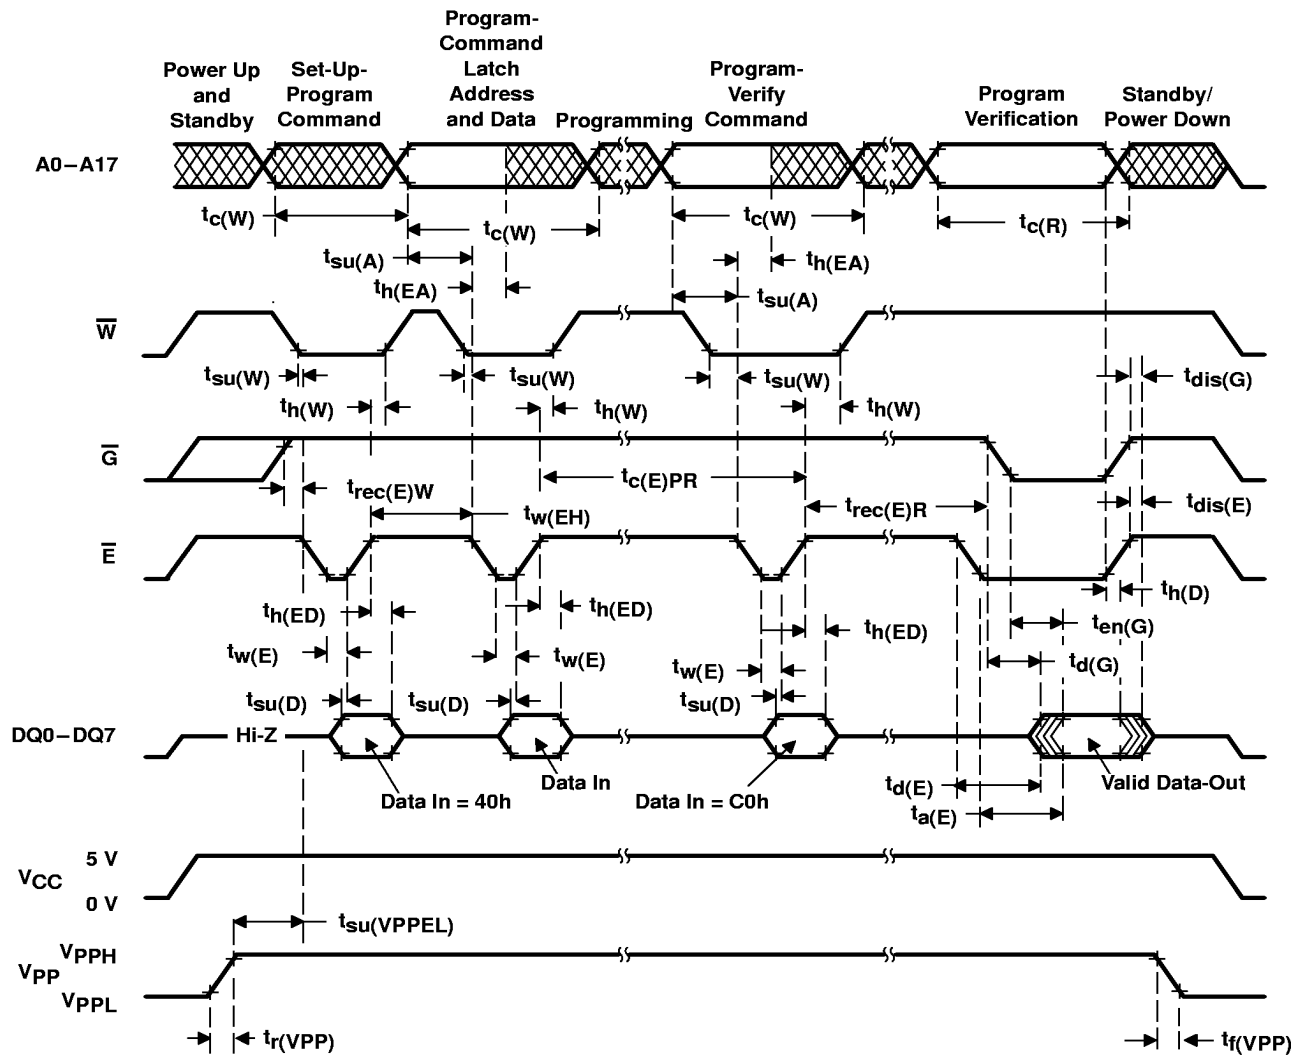 Power Up
and
Standby
Set-Up-
Program
Command
Program-
Command
Latch
Address
and Data
Programming
Program-
Verify
Command
Program
Verification
Standby/
Power Down
A0–A17
tc(W)
tc(W)
tc(W)
tc(R)
tsu(A)
th(EA)
th(EA)
tsu(A)
W
tsu(W)
tsu(W)
tsu(W)
tdis(G)
th(W)
th(W)
th(W)
G
trec(E)W
tc(E)PR
trec(E)R
tdis(E)
tw(EH)
E
th(ED)
th(ED)
th(ED)
th(D)
ten(G)
tw(E)
tw(E)
tw(E)
td(G)
tsu(D)
tsu(D)
tsu(D)
DQ0–DQ7
Hi-Z
Data In = 40h
Data In
Data In = C0h
td(E)
Valid Data-Out
ta(E)
5 V
VCC
0 V
tsu(VPPEL)
VPPH
VPP
VPPL
tr(VPP)
tf(VPP)